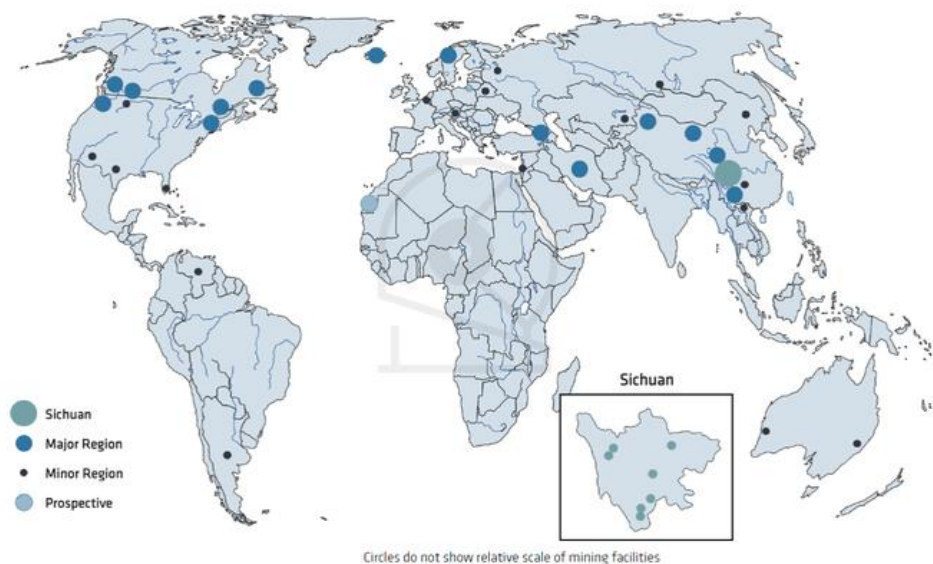 Sichuan
Major Region
Minor Region
Prospective
Sichuan
Circles do not show relative scale of mining facilities